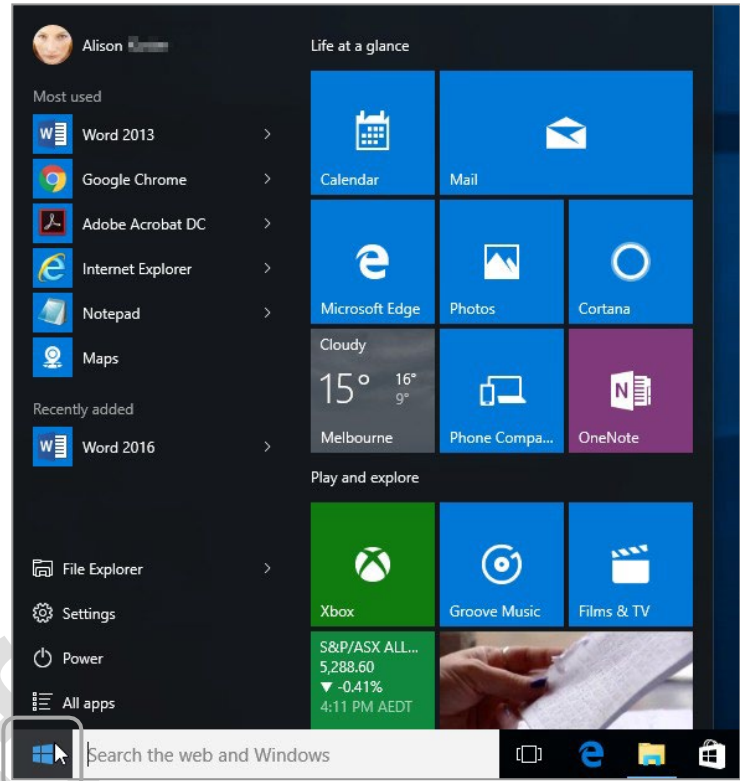 Alison
Most used
Word 2013
Google Chrome
Adobe Acrobat DC
Internet Explorer
Notepad
Maps
Recently added
Word 2016
File Explorer
Settings
Power
All apps
Life at a glance
Calendar
Mail
Microsoft Edge
Photos
Cortana
Cloudy
15° 16°
9°
Melbourne
Phone Compa...
OneNote
Play and explore
Xbox
Groove Music
Films & TV
S&P/ASX ALL...
5,288.60
▼ -0.41%
4:11 PM AEDT
Search the web and Windows